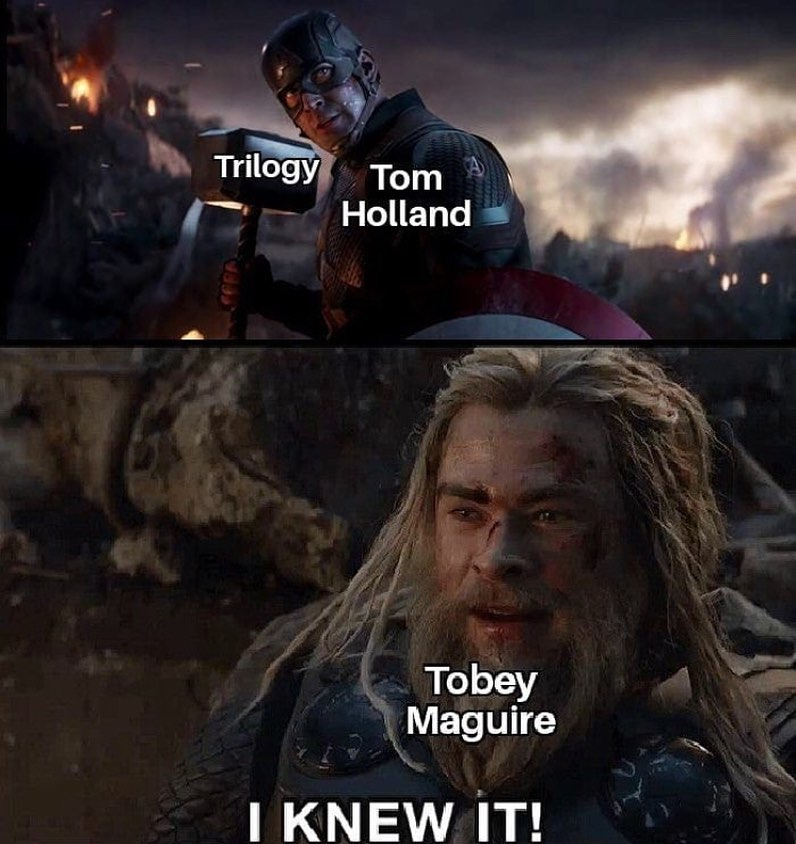 Trilogy
Tom
Holland
Tobey
Maguire
I KNEW IT!